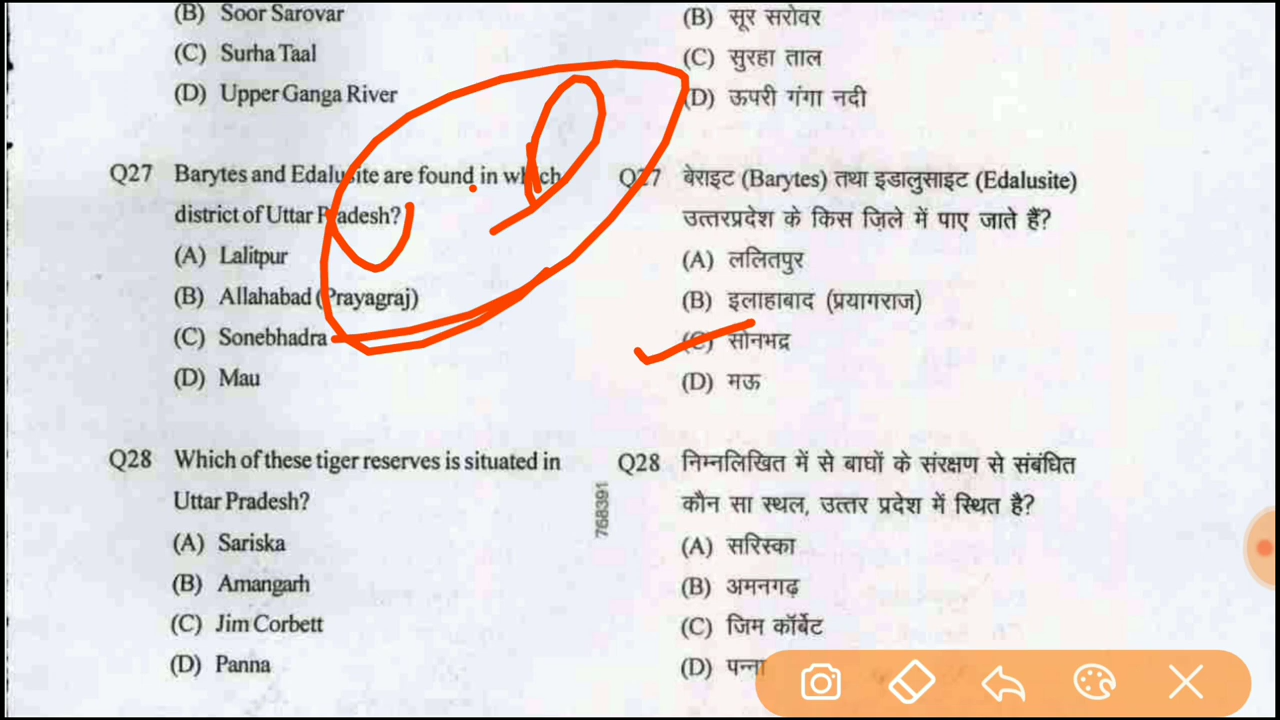 (B) Soor Sarovar
(C) Surha Taal
(D) Upper Ganga River
Q27 Barytes and Edalusite are found in which
district of Uttar Pradesh?
(A) Lalitpur
(B) Allahabad (Prayagraj)
(C) Sonebhadra
(D) Mau
Q28 Which of these tiger reserves is situated in
Uttar Pradesh?
(A) Sariska
(B) Amangarh
(C) Jim Corbett
(D) Panna
768391
(B) सूर सरोवर
(C) सुरहा ताल
(D) ऊपरी गंगा नदी
Q27 बेराइट (Barytes) तथा इडालुसाइट (Edalusite)
उत्तरप्रदेश के किस ज़िले में पाए जाते हैं?
(A) ललितपुर
(B) इलाहाबाद (प्रयागराज)
(C) सोनभद्र
(D) मऊ
Q28 निम्नलिखित में से बाघों के संरक्षण से संबंधित
कौन सा स्थल, उत्तर प्रदेश में स्थित है?
(A) सरिस्का
(B) अमनगढ़
(C) जिम कॉर्बेट
(D) पन्ना